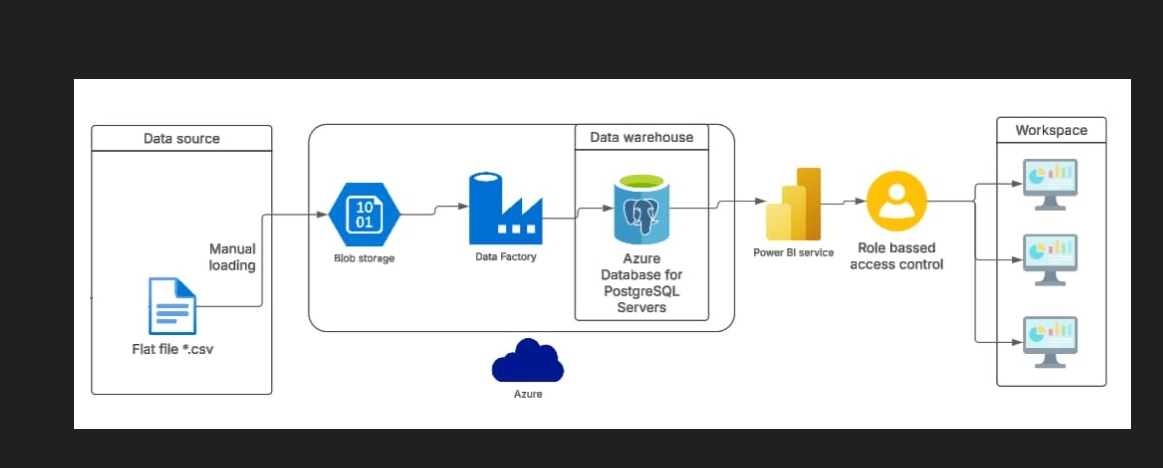 Data source
Manual
loading
Flat file *.csv
10
01
Blob storage
Data Factory
Data warehouse
Azure
Database for
PostgreSQL
Servers
Azure
Power BI service
Role bassed
access control
Workspace